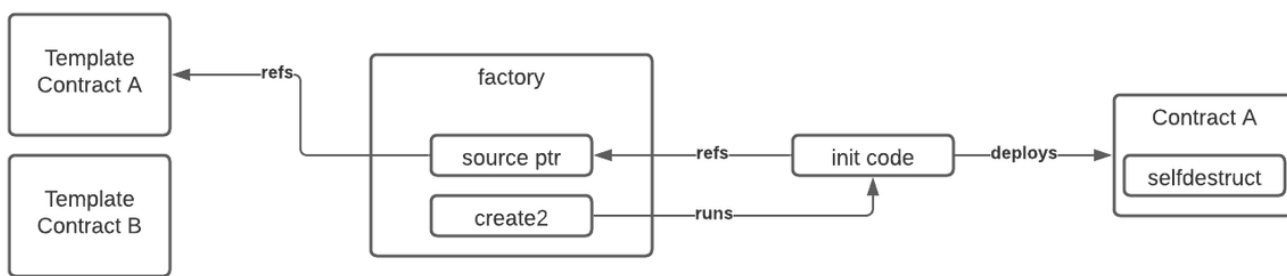 Template
Contract A
refs
factory
source ptr
refs
init code
deploys
Contract A
selfdestruct
create2
runs
Template
Contract B